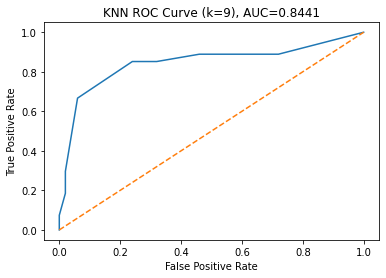 KNN ROC Curve (k=9), AUC=0.8441
True Positive Rate
1.0
0.8
0.6
0.4
0.2
0.0
0.0 0.2 0.4 0.6 0.8 1.0
False Positive Rate